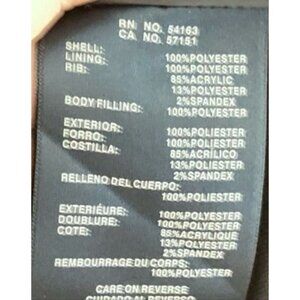 RN NO. 54163
CA NO. 57151
SHELL:
LINING: 100%POLYESTER
RIB: 100%POLYESTER
85%ACRYLIC
13%POLYESTER
2%SPANDEX
BODY FILLING: 100%POLYESTER
EXTERIOR: 100%POLIESTER
FORRO: 100%POLIESTER
COSTILLA: 85%ACRÍLICO
13%POLIESTER
2%SPANDEX
RELLENO DEL CUERPO:
100%POLIESTER
EXTERIÉURE: 100%POLYESTER
DOUBLURE: 100%POLYESTER
COTE: 85%ACRYLIQUE
13%POLYESTER
2%SPANDEX
REMBOURRAGE DU CORPS:
100%POLYESTER
CARE ON REVERSE
CUIDADO AL REVERSO